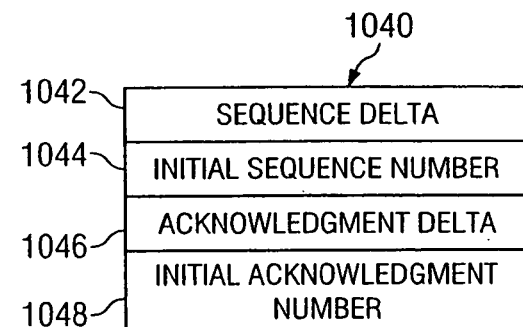 1040
1042
SEQUENCE DELTA
1044
INITIAL SEQUENCE NUMBER
1046
ACKNOWLEDGMENT DELTA
1048
INITIAL ACKNOWLEDGMENT
NUMBER